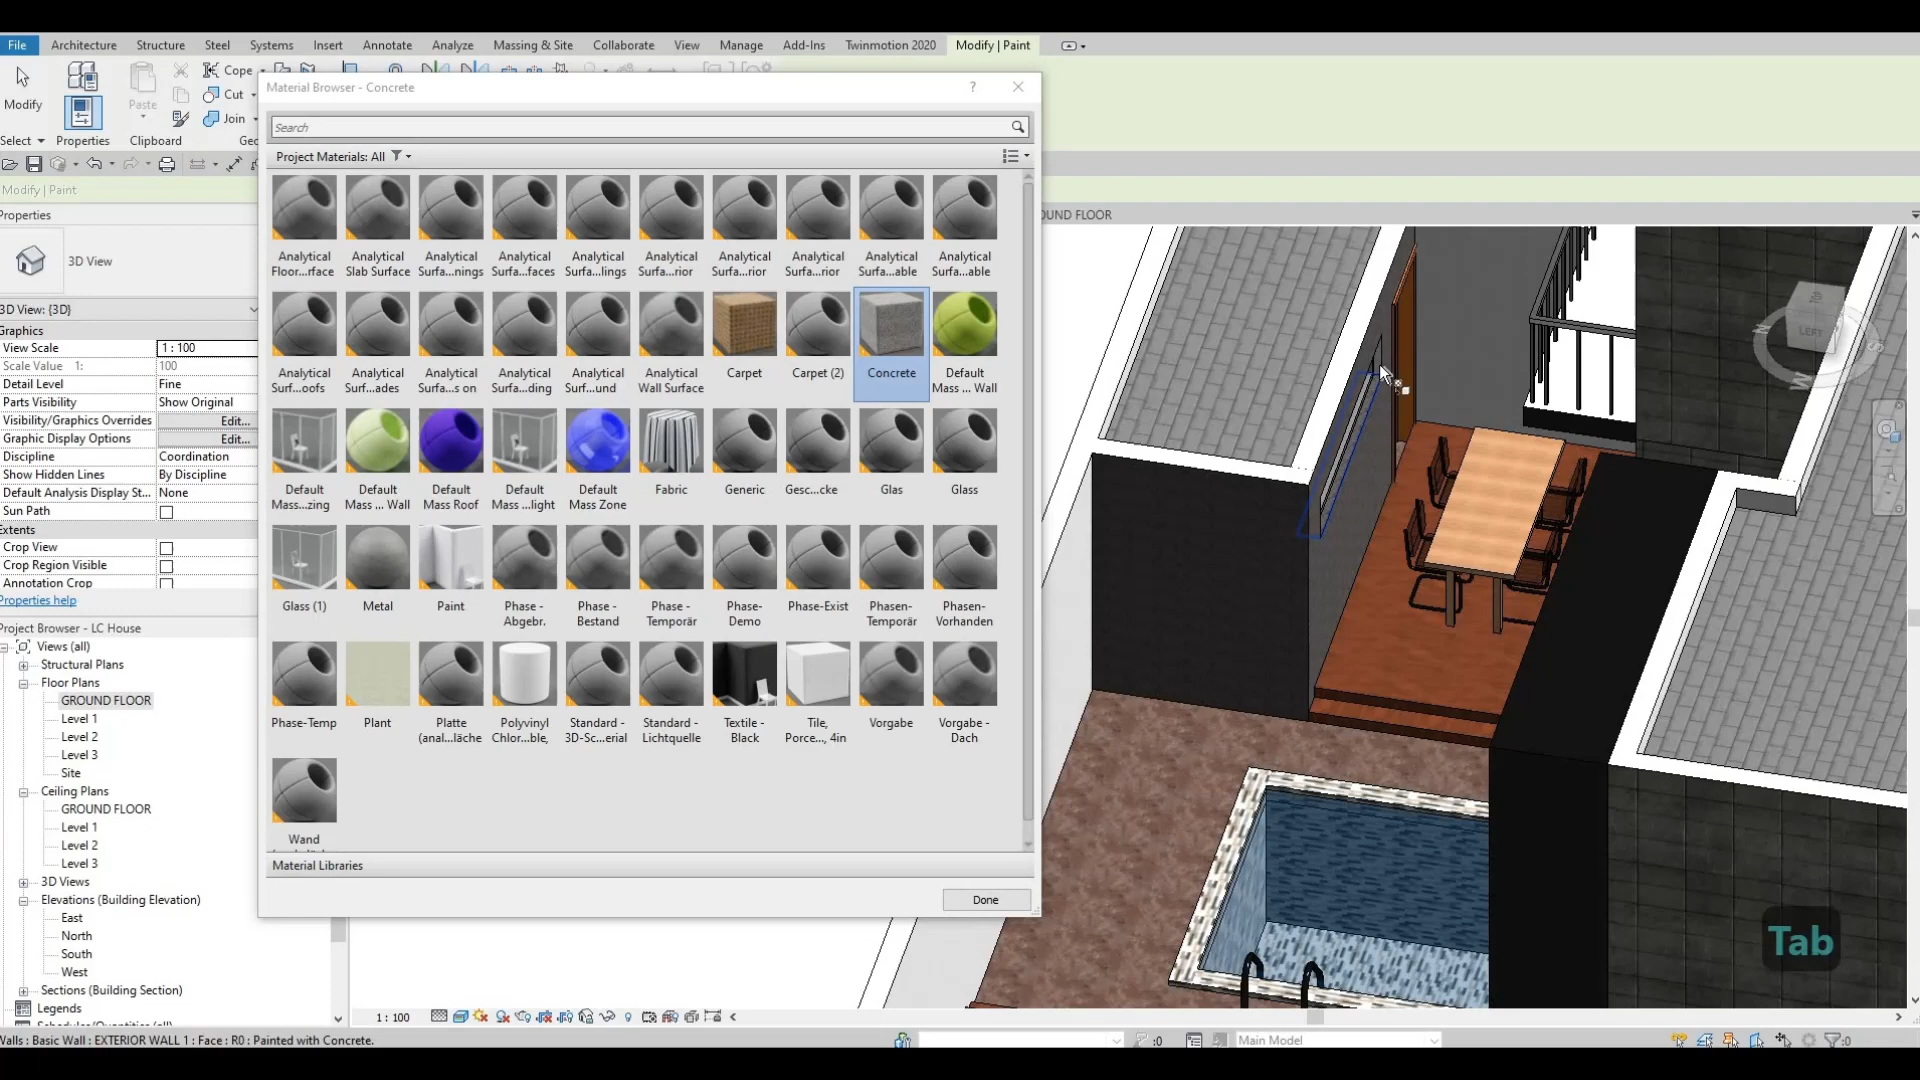 File Architecture Structure Steel Systems Insert Annotate Analyze Massing & Site Collaborate View Manage Add-Ins Twinmotion 2020 Modify | Paint
Modify
Paste
Cope
Cut
Join
Select Properties Clipboard Geo
Modify | Paint
Properties
3D View
3D View: {3D}
Graphics
View Scale 1 : 100
Scale Value 1: 100
Detail Level Fine
Parts Visibility Show Original
Visibility/Graphics Overrides Edit...
Graphic Display Options Edit...
Discipline Coordination
Show Hidden Lines By Discipline
Default Analysis Display St... None
Sun Path
Extents
Crop View
Crop Region Visible
Annotation Crop
Properties help
Project Browser - LC House
Views (all)
Structural Plans
Floor Plans
GROUND FLOOR
Level 1
Level 2
Level 3
Site
Ceiling Plans
GROUND FLOOR
Level 1
Level 2
Level 3
3D Views
Elevations (Building Elevation)
East
North
South
West
Sections (Building Section)
Legends
Schedules/Quantities (all)
Material Browser - Concrete
?
Search
Project Materials: All
Analytical Floor...rface
Analytical Slab Surface
Analytical Surfa...nings
Analytical Surfa...faces
Analytical Surfa...lings
Analytical Surfa...rior
Analytical Surfa...rior
Analytical Surfa...rior
Analytical Surfa...able
Analytical Surfa...able
Analytical Surf...oofs
Analytical Surf...ades
Analytical Surfa...s on
Analytical Surfa...ding
Analytical Surf...und
Analytical Wall Surface
Carpet
Carpet (2)
Concrete
Default Mass ... Wall
Default Mass...zing
Default Mass ... Wall
Default Mass Roof
Default Mass ...light
Default Mass Zone
Fabric
Generic
Gesc...cke
Glas
Glass
Glass (1)
Metal
Paint
Phase - Abgebr.
Phase - Bestand
Phase - Temporär
Phase- Demo
Phase-Exist
Phasen- Temporär
Phasen- Vorhanden
Phase-Temp
Plant
Platte (anal...läche
Polyvinyl Chlor...ble,
Standard - 3D-Sc...erial
Standard - Lichtquelle
Textile - Black
Tile, Porce..., 4in
Vorgabe
Vorgabe - Dach
Wand
Material Libraries
Done
OUND FLOOR
LEFT
Tab
1 : 100
Walls : Basic Wall : EXTERIOR WALL 1 : Face : R0 : Painted with Concrete.
:0
Main Model
:0